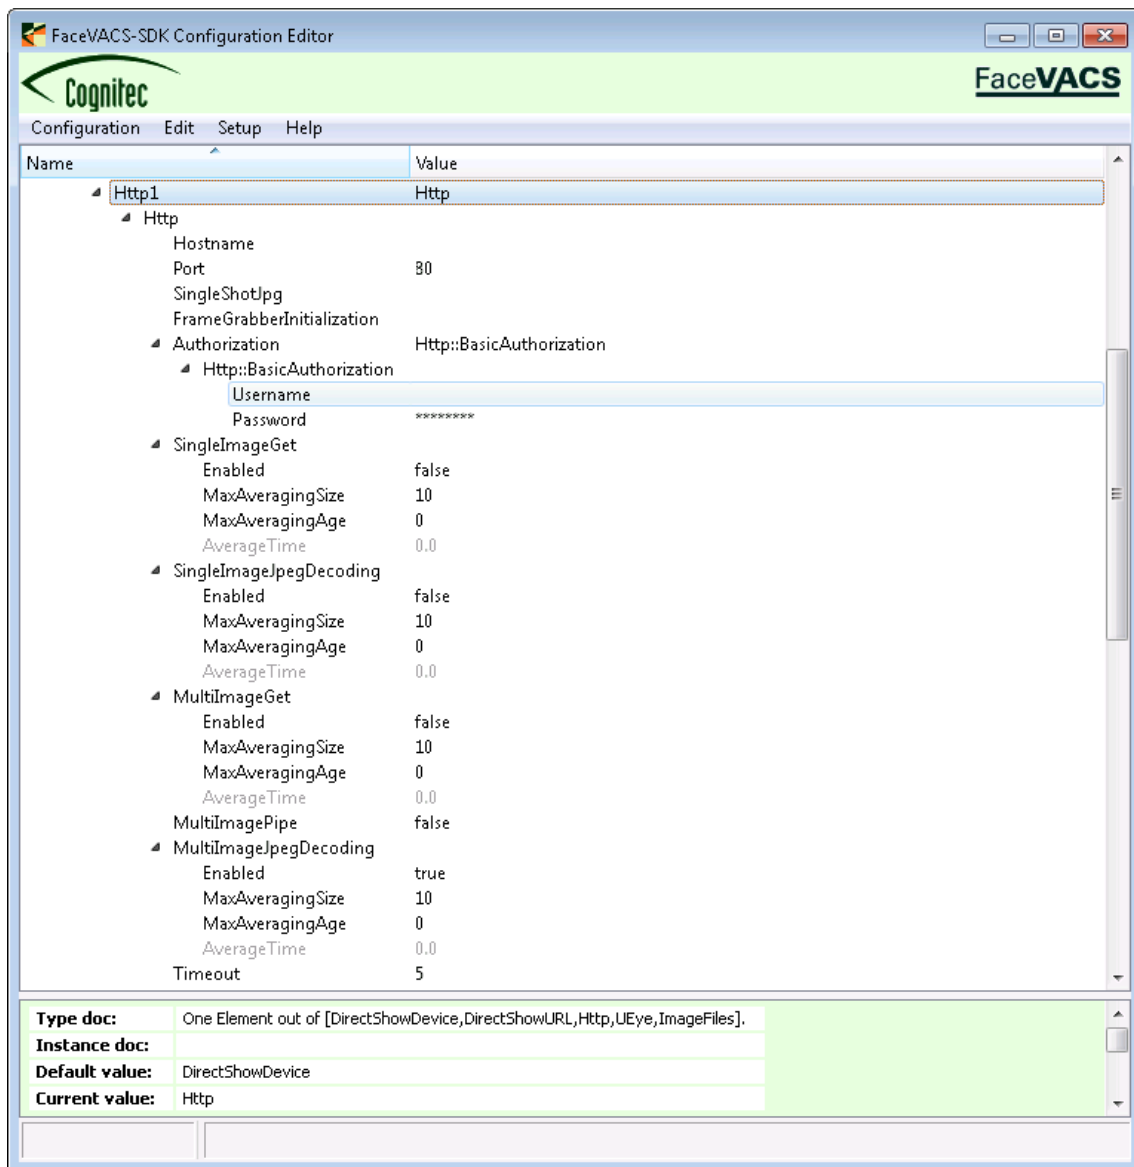 FaceVACS-SDK Configuration Editor
Cognitec
FaceVACS
Configuration Edit Setup Help
Name Value
Http1 Http
Http
Hostname
Port 80
SingleShotJpg
FrameGrabberInitialization
Authorization Http::BasicAuthorization
Http::BasicAuthorization
Username
Password ********
SingleImageGet
Enabled false
MaxAveragingSize 10
MaxAveragingAge 0
AverageTime 0.0
SingleImageJpegDecoding
Enabled false
MaxAveragingSize 10
MaxAveragingAge 0
AverageTime 0.0
MultiImageGet
Enabled false
MaxAveragingSize 10
MaxAveragingAge 0
AverageTime 0.0
MultiImagePipe false
MultiImageJpegDecoding
Enabled true
MaxAveragingSize 10
MaxAveragingAge 0
AverageTime 0.0
Timeout 5
Type doc: One Element out of [DirectShowDevice,DirectShowURL,Http,UEye,ImageFiles].
Instance doc:
Default value: DirectShowDevice
Current value: Http